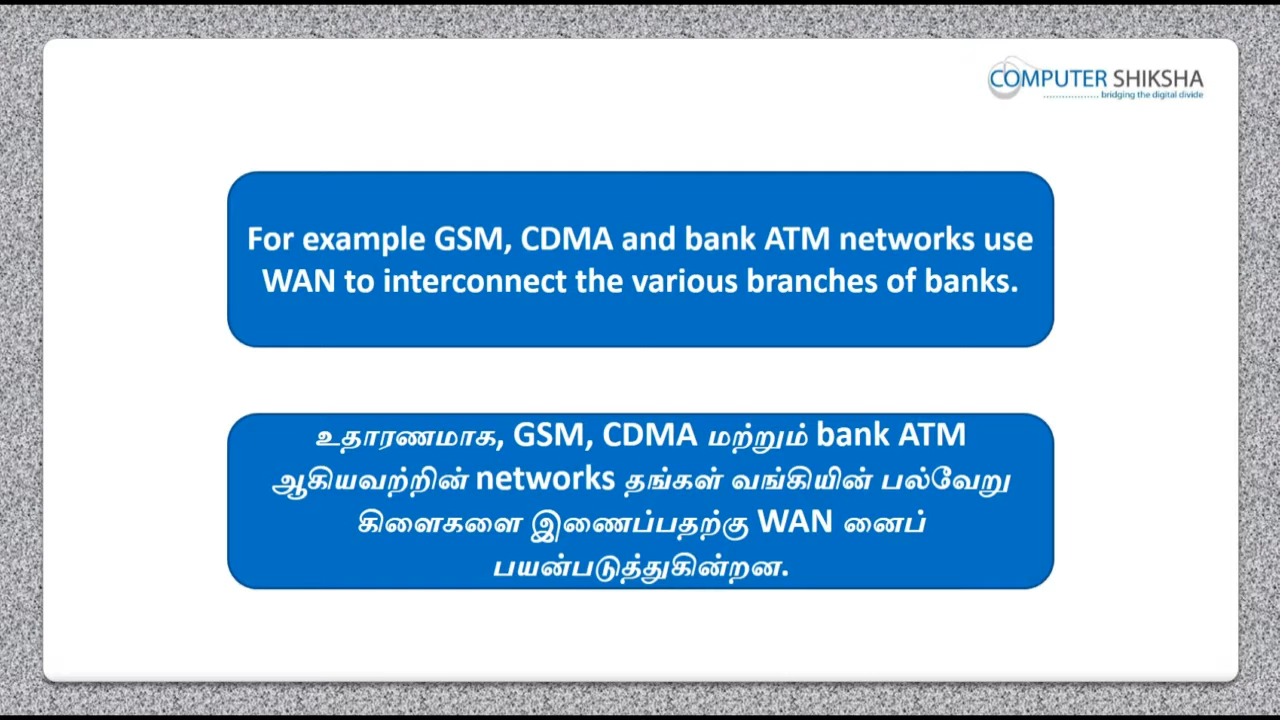 COMPUTER SHIKSHA
.................. bridging the digital divide
For example GSM, CDMA and bank ATM networks use
WAN to interconnect the various branches of banks.
உதாரணமாக, GSM, CDMA மற்றும் bank ATM
ஆகியவற்றின் networks தங்கள் வங்கியின் பல்வேறு
கிளைகளை இணைப்பதற்கு WAN னைப்
பயன்படுத்துகின்றன.